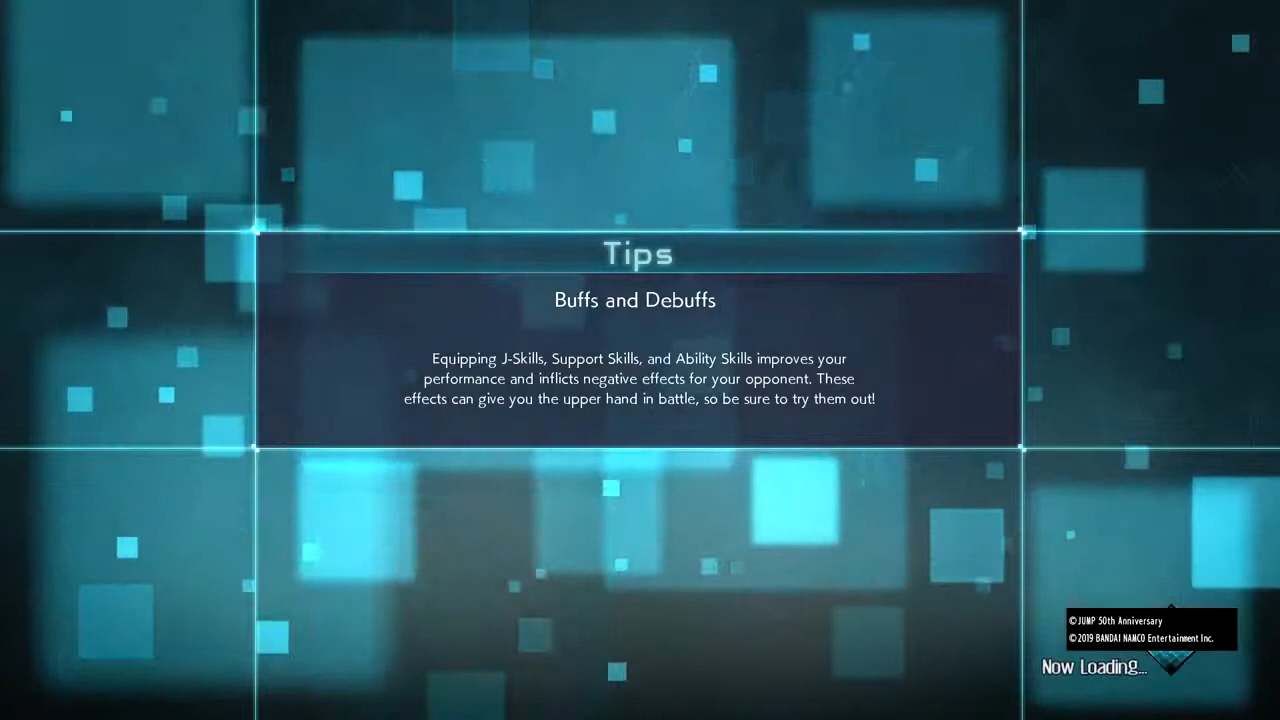 Tips
Buffs and Debuffs
Equipping J-Skills, Support Skills, and Ability Skills improves your
performance and inflicts negative effects for your opponent. These
effects can give you the upper hand in battle, so be sure to try them out!
©JUMP 50th Anniversary
©2019 BANDAI NAMCO Entertainment Inc.
Now Loading...